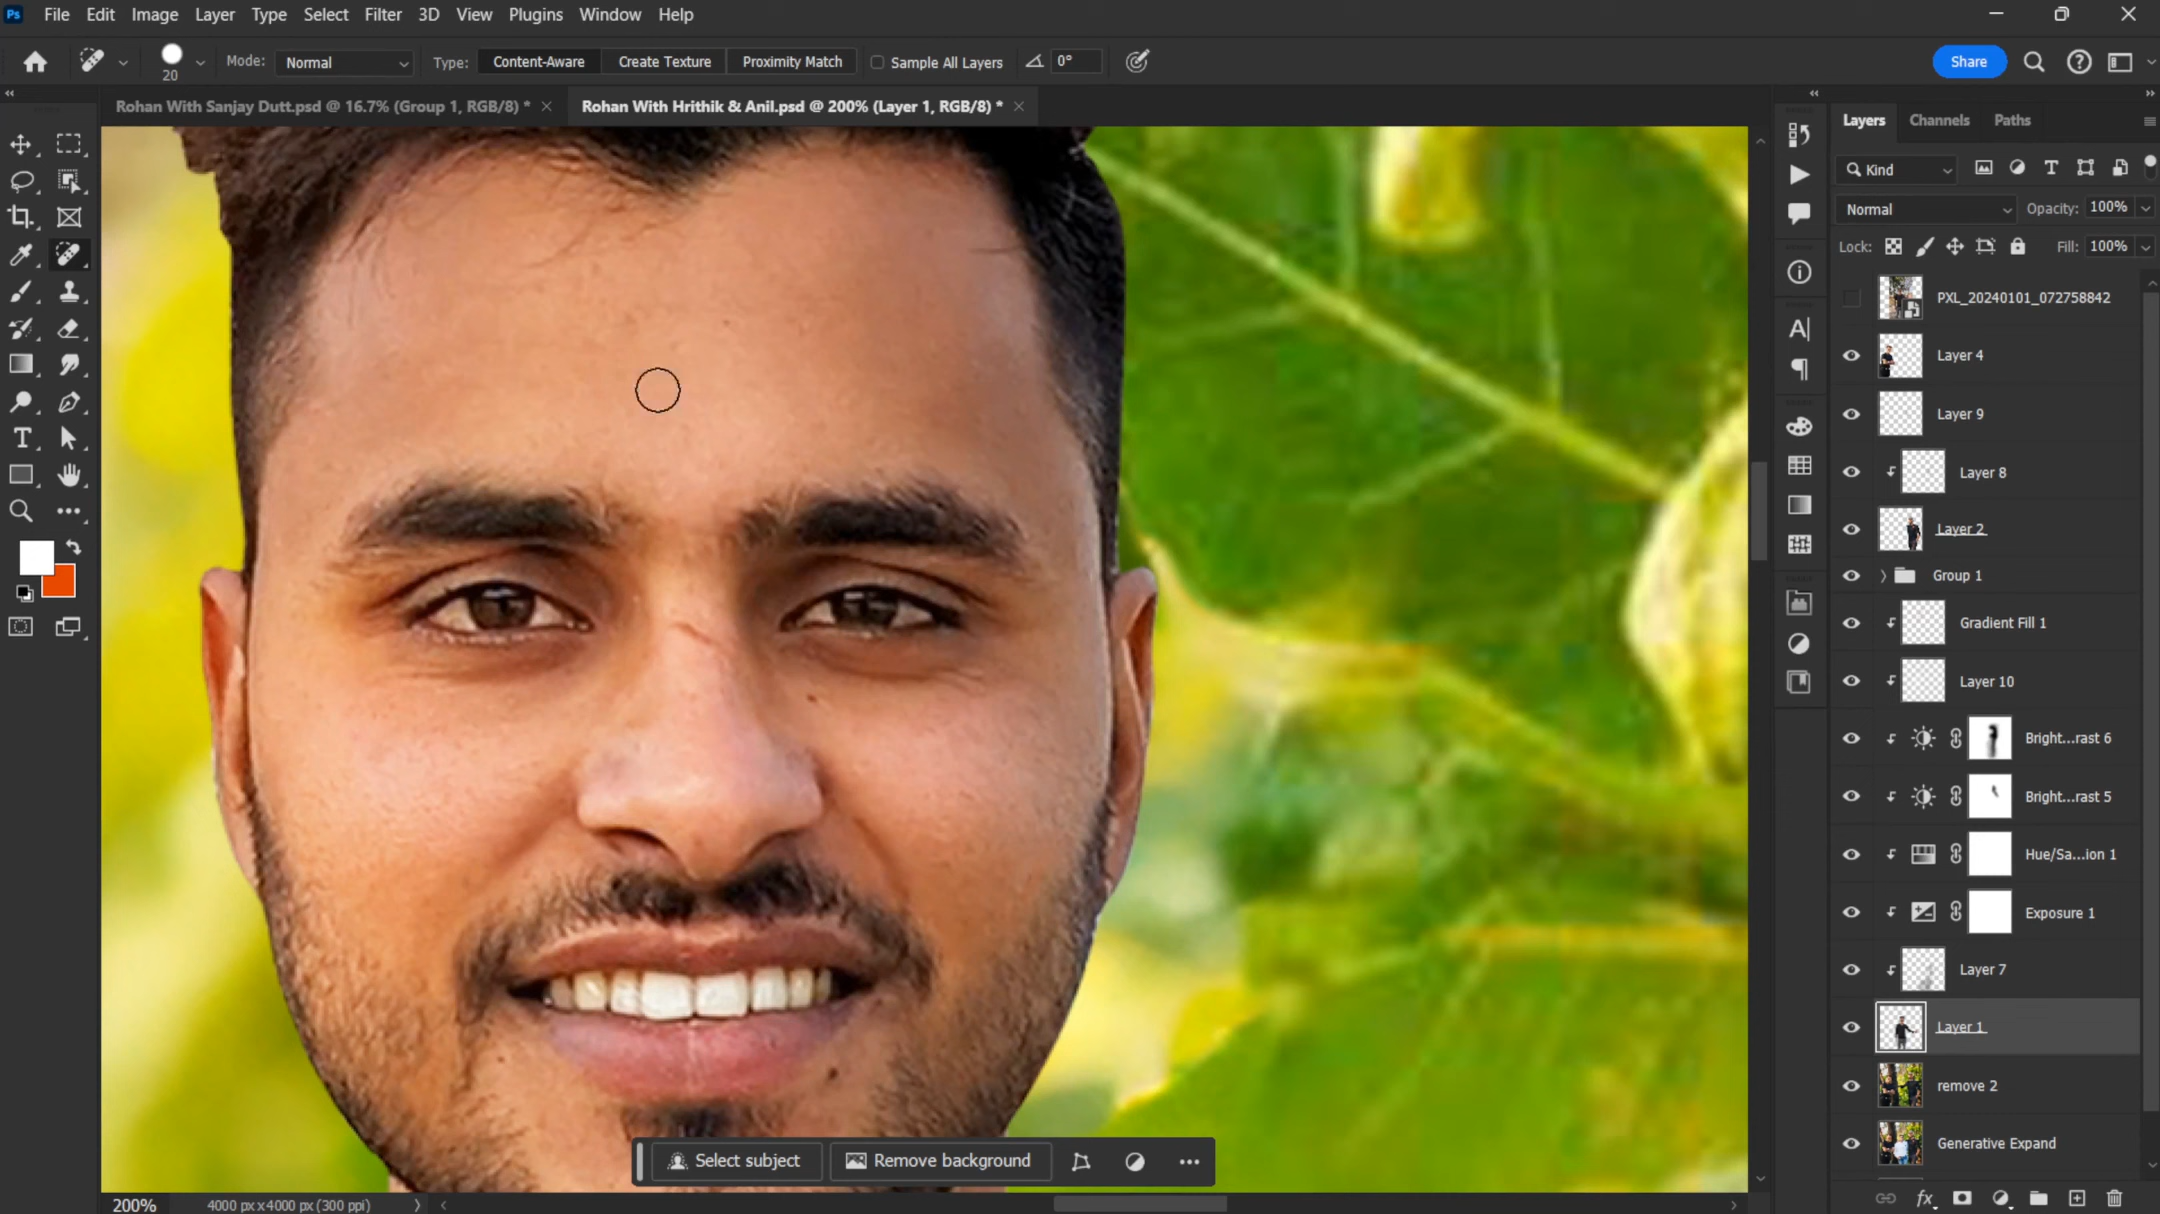 Ps File Edit Image Layer Type Select Filter 3D View Plugins Window Help
20 Mode: Normal Type: Content-Aware Create Texture Proximity Match Sample All Layers 0° Share
Rohan With Sanjay Dutt.psd @ 16.7% (Group 1, RGB/8) * Rohan With Hrithik & Anil.psd @ 200% (Layer 1, RGB/8) *
Layers Channels Paths
Kind
Normal Opacity: 100%
Lock: Fill: 100%
PXL_20240101_072758842
Layer 4
Layer 9
Layer 8
Layer 2
Group 1
Gradient Fill 1
Layer 10
Bright...rast 6
Bright...rast 5
Hue/Sa...ion 1
Exposure 1
Layer 7
Layer 1
remove 2
Generative Expand
Select subject Remove background
200% 4000 px x 4000 px (300 ppi)
fx